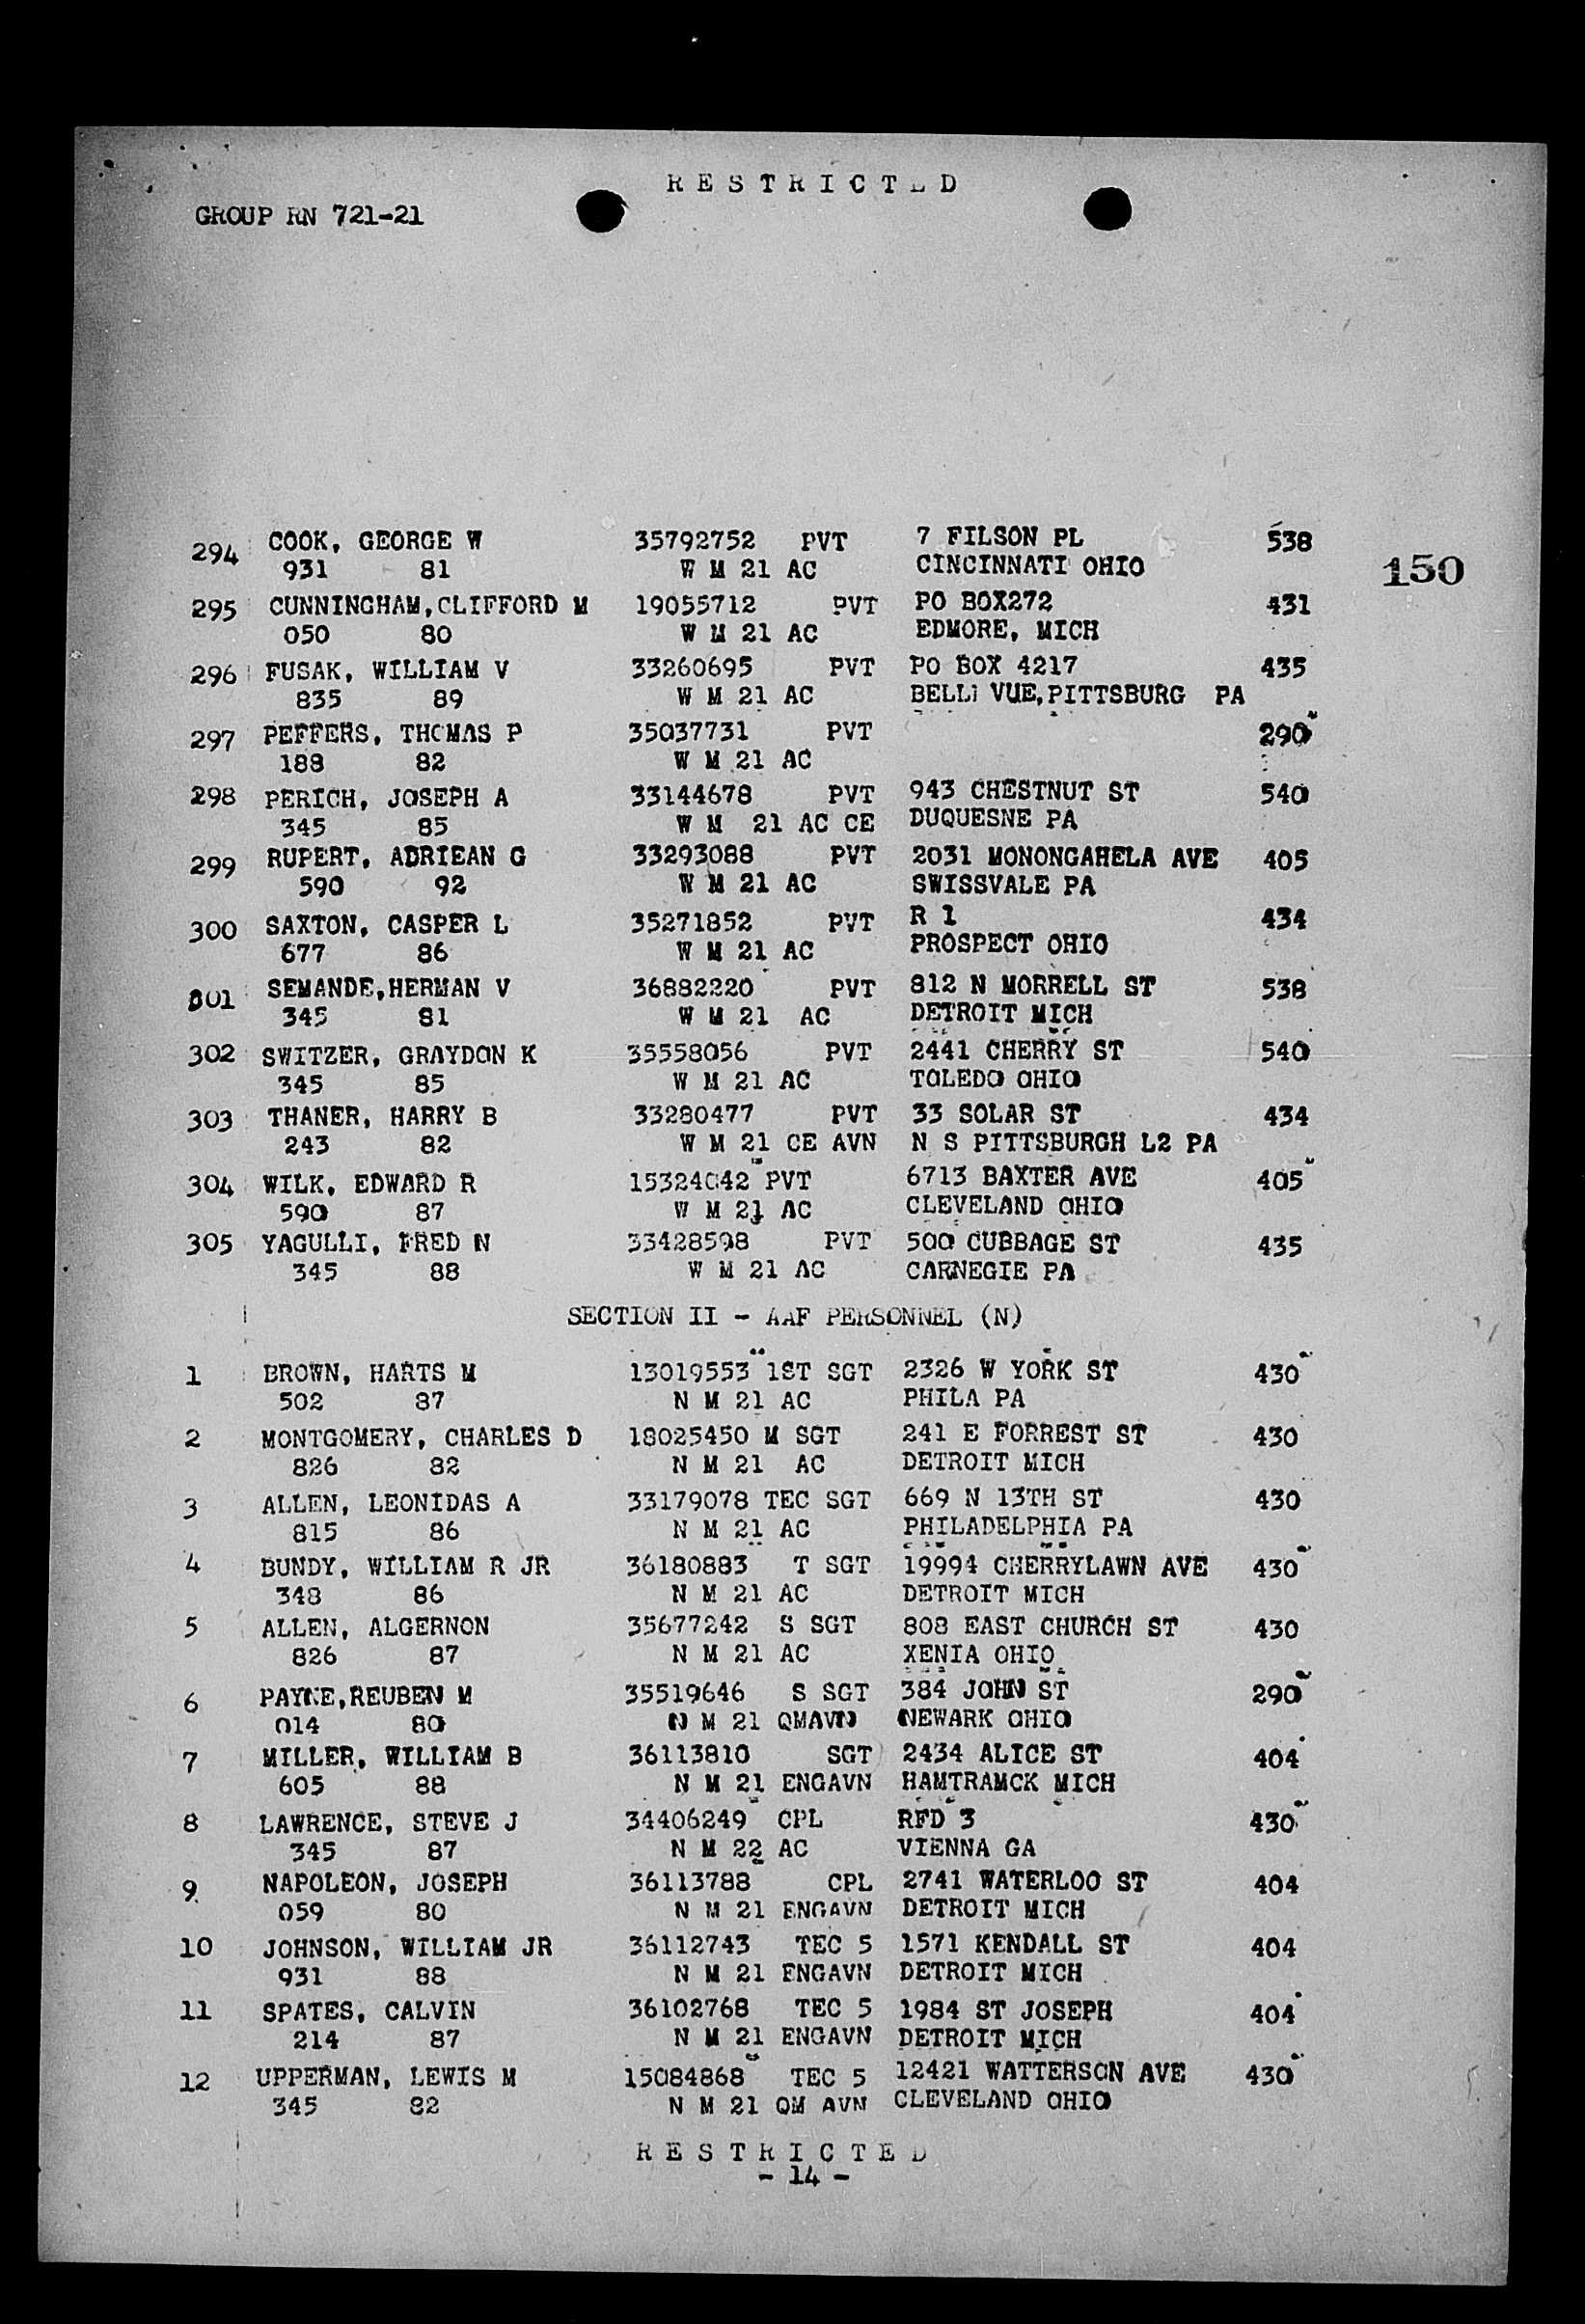 RESTRICTED
GROUP RN 721-21
294 COOK, GEORGE W 35792752 PVT 7 FILSON PL 538
931 81 W M 21 AC CINCINNATI OHIO
150
295 CUNNINGHAM,CLIFFORD M 19055712 PVT PO BOX272 431
050 80 W M 21 AC EDMORE, MICH
296 FUSAK, WILLIAM V 33260695 PVT PO BOX 4217 435
835 89 W M 21 AC VUE,PITTSBURG PA
297 PEFFERS, THOMAS P 35037731 PVT 290
188 82 W M 21 AC
298 PERICH, JOSEPH A 33144678 PVT 943 CHESTNUT ST 540
345 85 W M 21 AC CE DUQUESNE PA
299 RUPERT, ADRIEAN G 33293088 PVT 2031 MONONGAHELA AVE 405
590 92 W M 21 AC SWISSVALE PA
300 SAXTON, CASPER L 35271852 PVT R 1 434
677 86 W M 21 AC PROSPECT OHIO
301 SEMANDE,HERMAN V 36882220 PVT 812 N MORRELL ST 538
345 81 W M 21 AC DETROIT MICH
302 SWITZER, GRAYDON K 35558056 PVT 2441 CHERRY ST 540
345 85 W M 21 AC TOLEDO OHIO
303 THANER, HARRY B 33280477 PVT 33 SOLAR ST 434
243 82 W M 21 CE AVN N S PITTSBURGH L2 PA
304 WILK, EDWARD R 15324042 PVT 6713 BAXTER AVE 405
590 87 W M 21 AC CLEVELAND OHIO
305 YAGULLI, FRED N 33428598 PVT 500 CUBBAGE ST 435
345 88 W M 21 AC CARNEGIE PA
SECTION II - AAF PERSONNEL (N)
1 BROWN, HARTS M 13019553 1ST SGT 2326 W YORK ST 430
502 87 N M 21 AC PHILA PA
2 MONTGOMERY, CHARLES D 18025450 M SGT 241 E FORREST ST 430
826 82 N M 21 AC DETROIT MICH
3 ALLEN, LEONIDAS A 33179078 TEC SGT 669 N 13TH ST 430
815 86 N M 21 AC PHILADELPHIA PA
4 BUNDY, WILLIAM R JR 36180883 T SGT 19994 CHERRYLAWN AVE 430
348 86 N M 21 AC DETROIT MICH
5 ALLEN, ALGERNON 35677242 S SGT 808 EAST CHURCH ST 430
826 87 N M 21 AC XENIA OHIO
6 PAYNE,REUBEN M 35519646 S SGT 384 JOHN ST 290
014 80 N M 21 QMAVN NEWARK OHIO
7 MILLER, WILLIAM B 36113810 SGT 2434 ALICE ST 404
605 88 N M 21 ENGAVN HAMTRAMCK MICH
8 LAWRENCE, STEVE J 34406249 CPL RFD 3 430
345 87 N M 22 AC VIENNA GA
9 NAPOLEON, JOSEPH 36113788 CPL 2741 WATERLOO ST 404
059 80 N M 21 ENGAVN DETROIT MICH
10 JOHNSON, WILLIAM JR 36112743 TEC 5 1571 KENDALL ST 404
931 88 N M 21 ENGAVN DETROIT MICH
11 SPATES, CALVIN 36102768 TEC 5 1984 ST JOSEPH 404
214 87 N M 21 ENGAVN DETROIT MICH
12 UPPERMAN, LEWIS M 15084868 TEC 5 12421 WATTERSON AVE 430
345 82 N M 21 QM AVN CLEVELAND OHIO
RESTRICTED
- 14 -